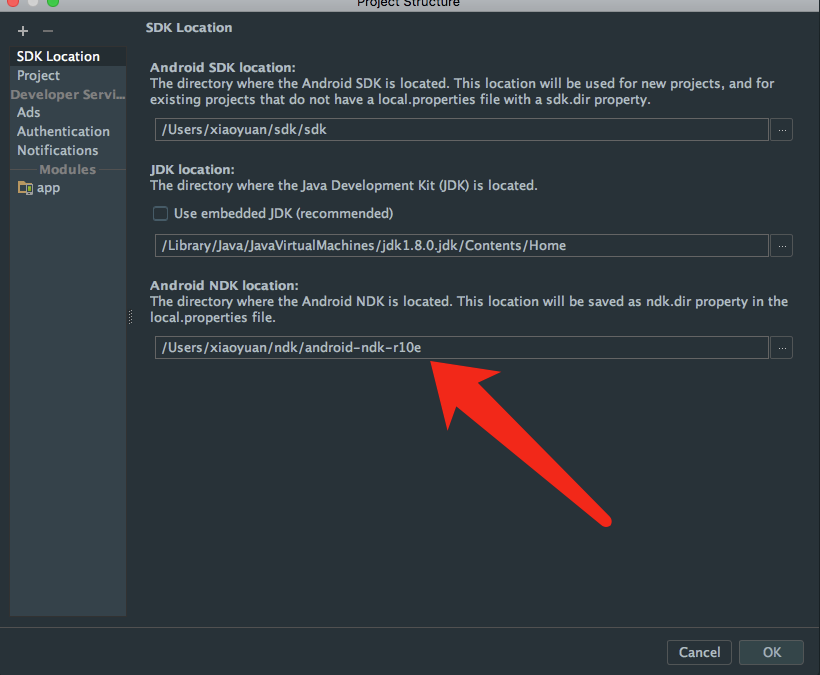 Project Structure
+ −
SDK Location
Project
Developer Servi...
Ads
Authentication
Notifications
Modules
app
SDK Location
Android SDK location:
The directory where the Android SDK is located. This location will be used for new projects, and for
existing projects that do not have a local.properties file with a sdk.dir property.
/Users/xiaoyuan/sdk/sdk
...
JDK location:
The directory where the Java Development Kit (JDK) is located.
Use embedded JDK (recommended)
/Library/Java/JavaVirtualMachines/jdk1.8.0.jdk/Contents/Home
...
Android NDK location:
The directory where the Android NDK is located. This location will be saved as ndk.dir property in the
local.properties file.
/Users/xiaoyuan/ndk/android-ndk-r10e
...
Cancel
OK